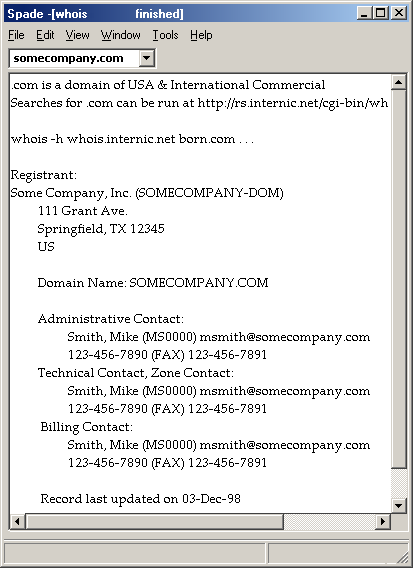 Spade -[whois finished]
File Edit View Window Tools Help
somecompany.com
.com is a domain of USA & International Commercial
Searches for .com can be run at http://rs.internic.net/cgi-bin/wh
whois -h whois.internic.net born.com . . .
Registrant:
Some Company, Inc. (SOMECOMPANY-DOM)
111 Grant Ave.
Springfield, TX 12345
US
Domain Name: SOMECOMPANY.COM
Administrative Contact:
Smith, Mike (MS0000) msmith@somecompany.com
123-456-7890 (FAX) 123-456-7891
Technical Contact, Zone Contact:
Smith, Mike (MS0000) msmith@somecompany.com
123-456-7890 (FAX) 123-456-7891
Billing Contact:
Smith, Mike (MS0000) msmith@somecompany.com
123-456-7890 (FAX) 123-456-7891
Record last updated on 03-Dec-98